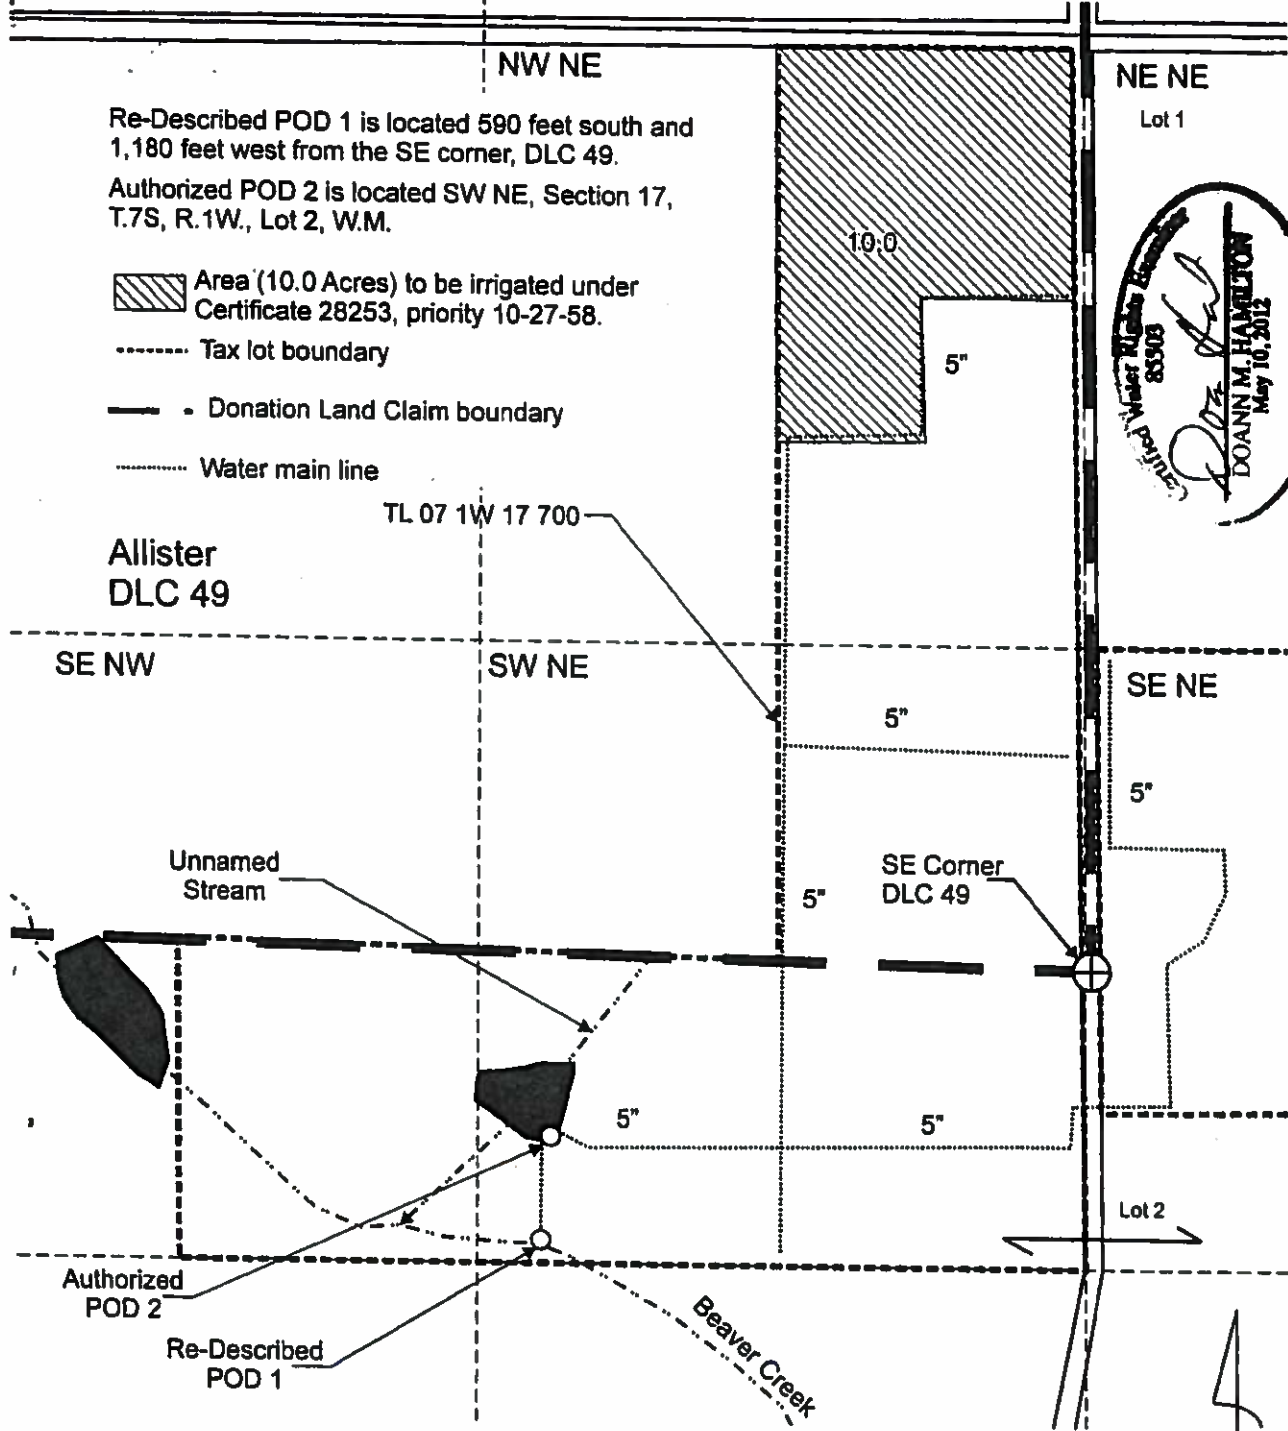 NW NE
NE NE
Lot 1
Re-Described POD 1 is located 590 feet south and
1,180 feet west from the SE corner, DLC 49.
Authorized POD 2 is located SW NE, Section 17,
T.7S, R.1W., Lot 2, W.M.
10.0
Area (10.0 Acres) to be irrigated under
Certificate 28253, priority 10-27-58.
Tax lot boundary
5"
Donation Land Claim boundary
Water main line
Certified Water Rights Examiner
85503
DOANN M. HAMILTON
May 10, 2012
TL 07 1W 17 700
Allister
DLC 49
SE NW
SW NE
SE NE
5"
5"
Unnamed
Stream
SE Corner
DLC 49
5"
5"
5"
Lot 2
Authorized
POD 2
Re-Described
POD 1
Beaver Creek